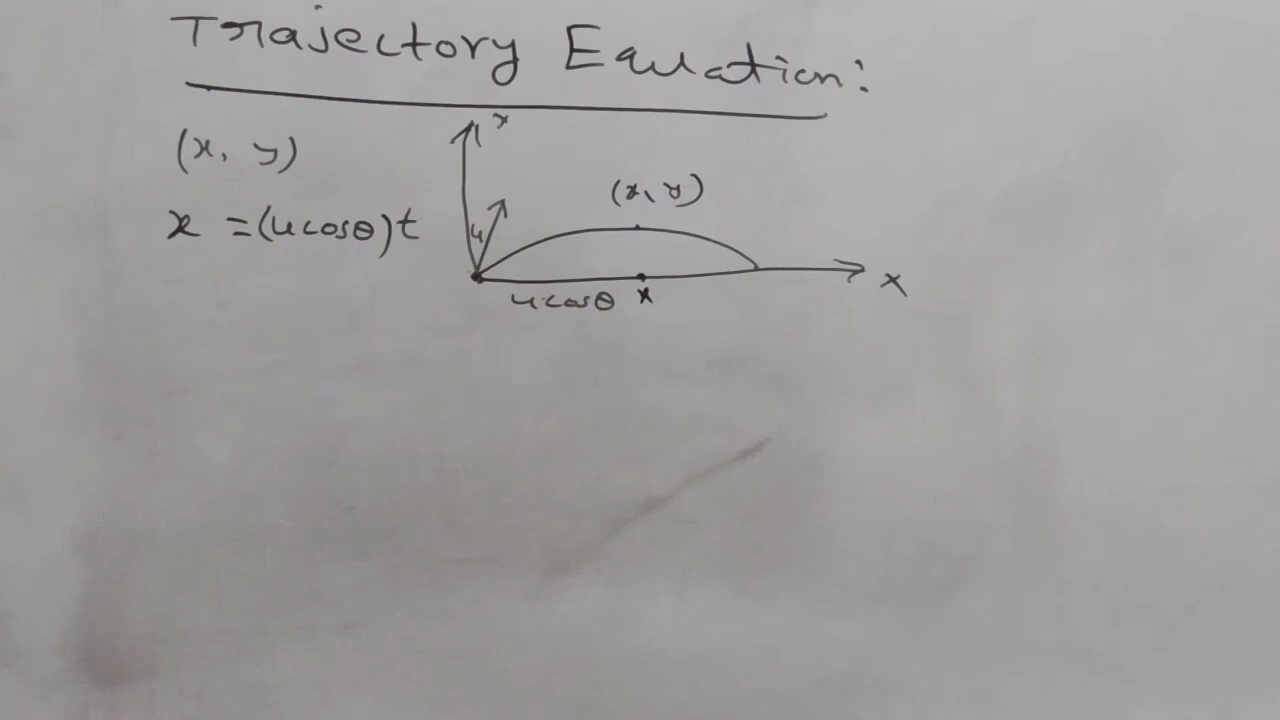 Trajectory Equation:
(x, y)
x = (u cosθ) t
u
(x, y)
u cosθ
x
x